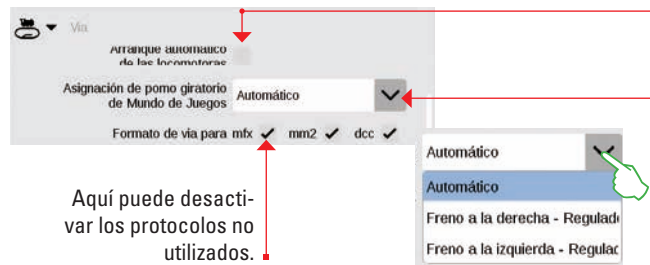 Via
Arranque automático
de las locomotoras
Asignación de pomo giratorio
de Mundo de Juegos
Automático
Formato de via para mfx mm2 dcc
Aquí puede desacti-
var los protocolos no
utilizados.
Automático
Automático
Freno a la derecha - Regulad
Freno a la izquierda - Regulac